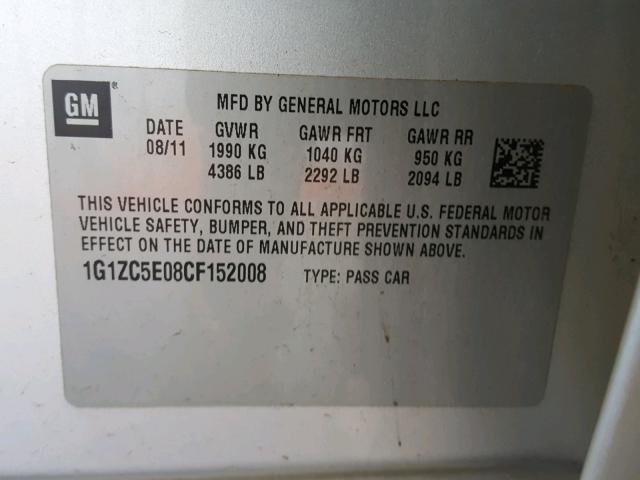 GM ®
MFD BY GENERAL MOTORS LLC
DATE GVWR GAWR FRT GAWR RR
08/11 1990 KG 1040 KG 950 KG
4386 LB 2292 LB 2094 LB
THIS VEHICLE CONFORMS TO ALL APPLICABLE U.S. FEDERAL MOTOR
VEHICLE SAFETY, BUMPER, AND THEFT PREVENTION STANDARDS IN
EFFECT ON THE DATE OF MANUFACTURE SHOWN ABOVE.
1G1ZC5E08CF152008 TYPE: PASS CAR